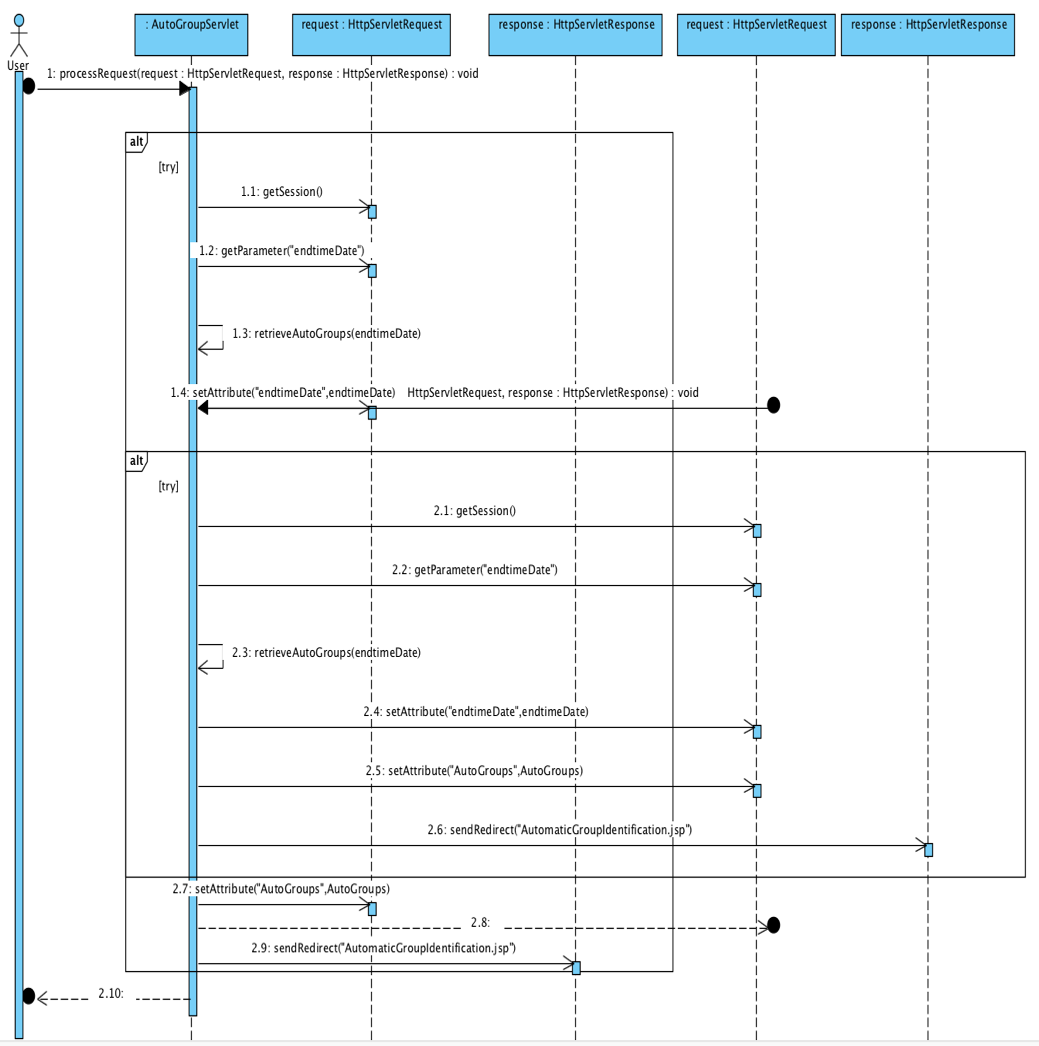 : AutoGroupServlet
request : HttpServletRequest
response : HttpServletResponse
request : HttpServletRequest
response : HttpServletResponse
User
1: processRequest(request : HttpServletRequest, response : HttpServletResponse) : void
alt
[try]
1.1: getSession()
1.2: getParameter("endtimeDate")
1.3: retrieveAutoGroups(endtimeDate)
1.4: setAttribute("endtimeDate",endtimeDate) HttpServletRequest, response : HttpServletResponse) : void
alt
[try]
2.1: getSession()
2.2: getParameter("endtimeDate")
2.3: retrieveAutoGroups(endtimeDate)
2.4: setAttribute("endtimeDate",endtimeDate)
2.5: setAttribute("AutoGroups",AutoGroups)
2.6: sendRedirect("AutomaticGroupIdentification.jsp")
2.7: setAttribute("AutoGroups",AutoGroups)
2.8:
2.9: sendRedirect("AutomaticGroupIdentification.jsp")
2.10: